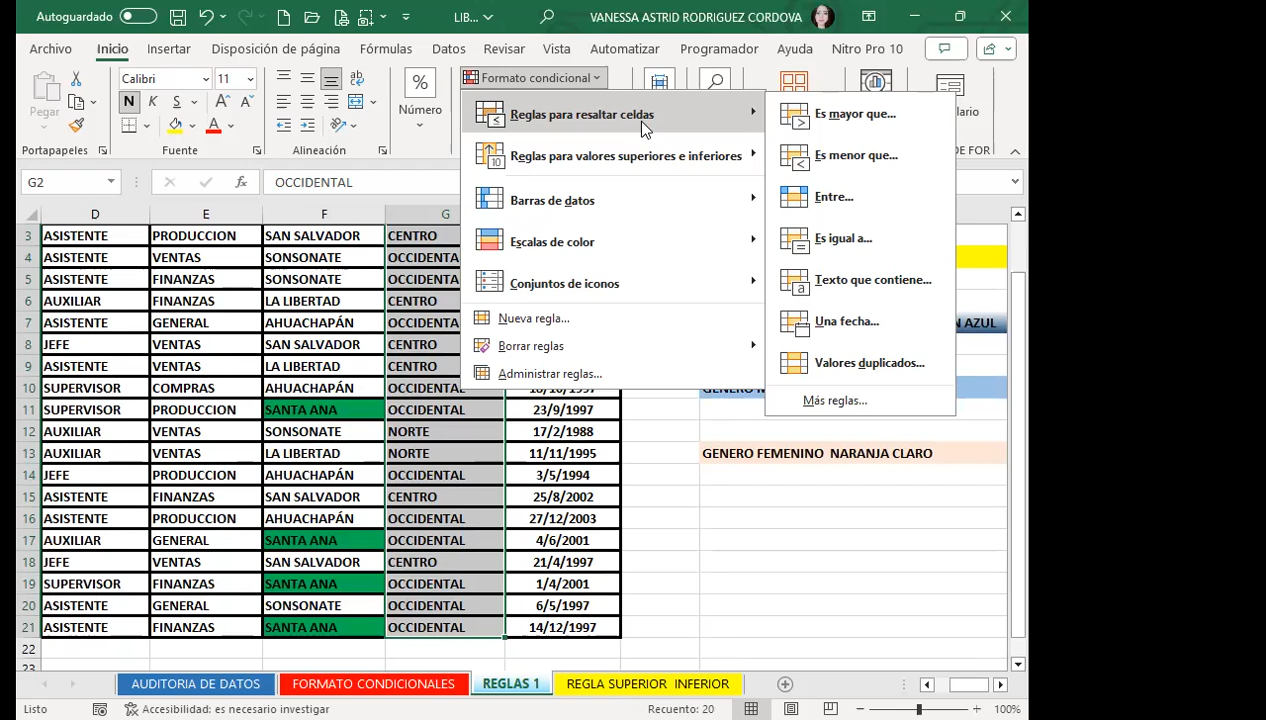 Autoguardado
LIB...
VANESSA ASTRID RODRIGUEZ CORDOVA
Archivo Inicio Insertar Disposición de página Fórmulas Datos Revisar Vista Automatizar Programador Ayuda Nitro Pro 10
Pegar
Calibri 11
N K S
Número
Formato condicional
Portapapeles Fuente
Reglas para resaltar celdas
Reglas para valores superiores e inferiores
Barras de datos
Escalas de color
Conjuntos de iconos
Nueva regla...
Borrar reglas
Administrar reglas...
Es mayor que...
Es menor que...
Entre...
Es igual a...
Texto que contiene...
Una fecha...
Valores duplicados...
Más reglas...
G2 OCCIDENTAL
D E F G
3 ASISTENTE PRODUCCION SAN SALVADOR CENTRO
4 ASISTENTE VENTAS SONSONATE OCCIDENTA
5 ASISTENTE FINANZAS SONSONATE OCCIDENTA
6 AUXILIAR FINANZAS LA LIBERTAD CENTRO
7 ASISTENTE GENERAL AHUACHAPÁN OCCIDENTA
N AZUL
8 JEFE VENTAS SAN SALVADOR CENTRO
9 ASISTENTE VENTAS LA LIBERTAD CENTRO
10 SUPERVISOR COMPRAS AHUACHAPÁN OCCIDENTAL
11 SUPERVISOR PRODUCCION SANTA ANA OCCIDENTAL 23/9/1997
12 AUXILIAR VENTAS SONSONATE NORTE 17/2/1988
13 AUXILIAR VENTAS LA LIBERTAD NORTE 11/11/1995 GENERO FEMENINO NARANJA CLARO
14 JEFE PRODUCCION AHUACHAPÁN OCCIDENTAL 3/5/1994
15 ASISTENTE FINANZAS SAN SALVADOR CENTRO 25/8/2002
16 ASISTENTE PRODUCCION AHUACHAPÁN OCCIDENTAL 27/12/2003
17 AUXILIAR GENERAL SANTA ANA OCCIDENTAL 4/6/2001
18 JEFE VENTAS SAN SALVADOR CENTRO 21/4/1997
19 SUPERVISOR FINANZAS SANTA ANA OCCIDENTAL 1/4/2001
20 ASISTENTE GENERAL SONSONATE OCCIDENTAL 6/5/1997
21 ASISTENTE FINANZAS SANTA ANA OCCIDENTAL 14/12/1997
22
23
AUDITORIA DE DATOS FORMATO CONDICIONALES REGLAS 1 REGLA SUPERIOR INFERIOR
Listo Accesibilidad: es necesario investigar Recuento: 20 100%